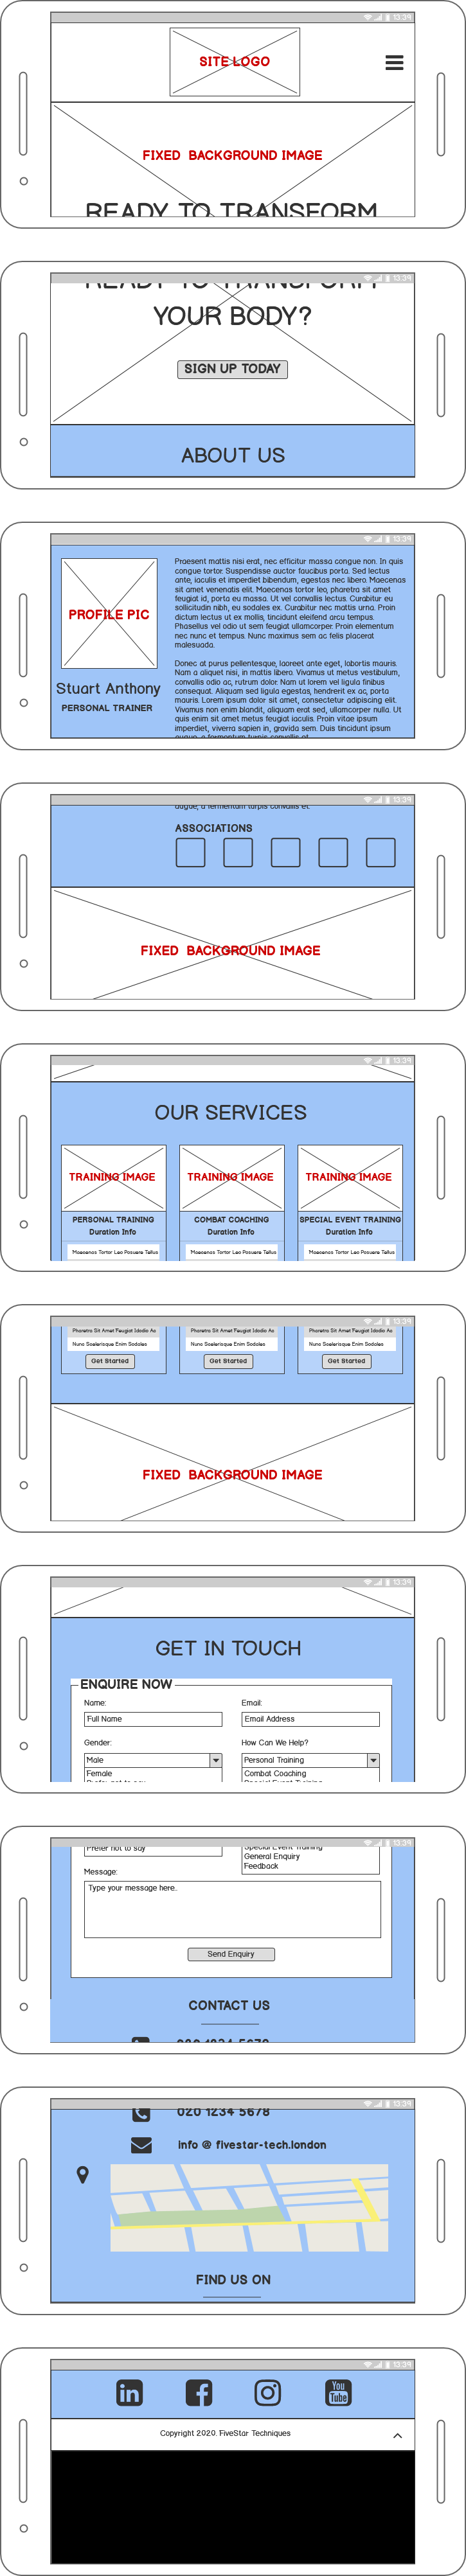 13:39
SITE LOGO
FIXED BACKGROUND IMAGE
READY TO TRANSFORM
13:39
READY TO TRANSFORM
YOUR BODY?
SIGN UP TODAY
ABOUT US
13:39
PROFILE PIC
Stuart Anthony
PERSONAL TRAINER
Praesent mattis nisi erat, nec efficitur massa congue non. In quis
congue tortor. Suspendisse auctor faucibus porta. Sed lectus
ante, iaculis et imperdiet bibendum, egestas nec libero. Maecenas
sit amet venenatis elit. Maecenas tortor leo, pharetra sit amet
feugiat id, porta eu massa. Ut vel convallis lectus. Curabitur eu
sollicitudin nibh, eu sodales ex. Curabitur nec mattis urna. Proin
dictum lectus ut ex mollis, tincidunt eleifend arcu tempus.
Phasellus vel odio ut sem feugiat ullamcorper. Proin elementum
nec nunc et tempus. Nunc maximus sem ac felis placerat
malesuada.
Donec at purus pellentesque, laoreet ante eget, lobortis mauris.
Nam a aliquet nisi, in mattis libero. Vivamus ut metus vestibulum,
convallis odio ac, rutrum dolor. Nam ut lorem vel ligula finibus
consequat. Aliquam sed ligula egestas, hendrerit ex ac, porta
mauris. Lorem ipsum dolor sit amet, consectetur adipiscing elit.
Vivamus non enim blandit, aliquam erat sed, ullamcorper nulla. Ut
quis enim sit amet metus feugiat iaculis. Proin vitae ipsum
imperdiet, viverra sapien in, gravida sem. Duis tincidunt ipsum
augue, a fermentum turpis convallis et.
13:39
augue, a fermentum turpis convallis et.
ASSOCIATIONS
FIXED BACKGROUND IMAGE
13:39
OUR SERVICES
TRAINING IMAGE TRAINING IMAGE TRAINING IMAGE
PERSONAL TRAINING COMBAT COACHING SPECIAL EVENT TRAINING
Duration Info Duration Info Duration Info
Maecenas Tortor Leo Posuere Tellus Maecenas Tortor Leo Posuere Tellus Maecenas Tortor Leo Posuere Tellus
13:39
Pharetra Sit Amet Feugiat Idodio Ac Pharetra Sit Amet Feugiat Idodio Ac Pharetra Sit Amet Feugiat Idodio Ac
Nunc Scelerisque Enim Sodales Nunc Scelerisque Enim Sodales Nunc Scelerisque Enim Sodales
Get Started Get Started Get Started
FIXED BACKGROUND IMAGE
13:39
GET IN TOUCH
ENQUIRE NOW
Name: Email:
Full Name Email Address
Gender: How Can We Help?
Male Personal Training
Female Combat Coaching
Prefer not to say Special Event Training
13:39
Prefer not to say Special Event Training
General Enquiry
Feedback
Message:
Type your message here..
Send Enquiry
CONTACT US
020 1234 5678
13:39
020 1234 5678
info @ fivestar-tech.london
FIND US ON
13:39
in f You Tube
Copyright 2020. FiveStar Techniques